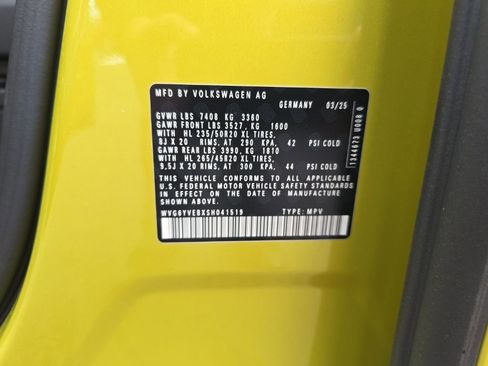 MFD BY VOLKSWAGEN AG
GERMANY 03/25
GVWR LBS 7408 KG 3360
GAWR FRONT LBS 3527, KG 1600
WITH HL 235/50R20 XL TIRES,
8J X 20 RIMS, AT 290 KPA, 42 PSI COLD
GAWR REAR LBS 3990, KG 1810
WITH HL 265/45R20 XL TIRES,
9,5J X 20 RIMS, AT 300 KPA, 44 PSI COLD
THIS VEHICLE CONFORMS TO ALL APPLICABLE
U.S. FEDERAL MOTOR VEHICLE SAFETY STANDARDS
IN EFFECT ON THE DATE OF MANUFACTURE
SHOWN ABOVE.
WVG6YVEBXSH041519 TYPE: MPV
1344073 U008 0